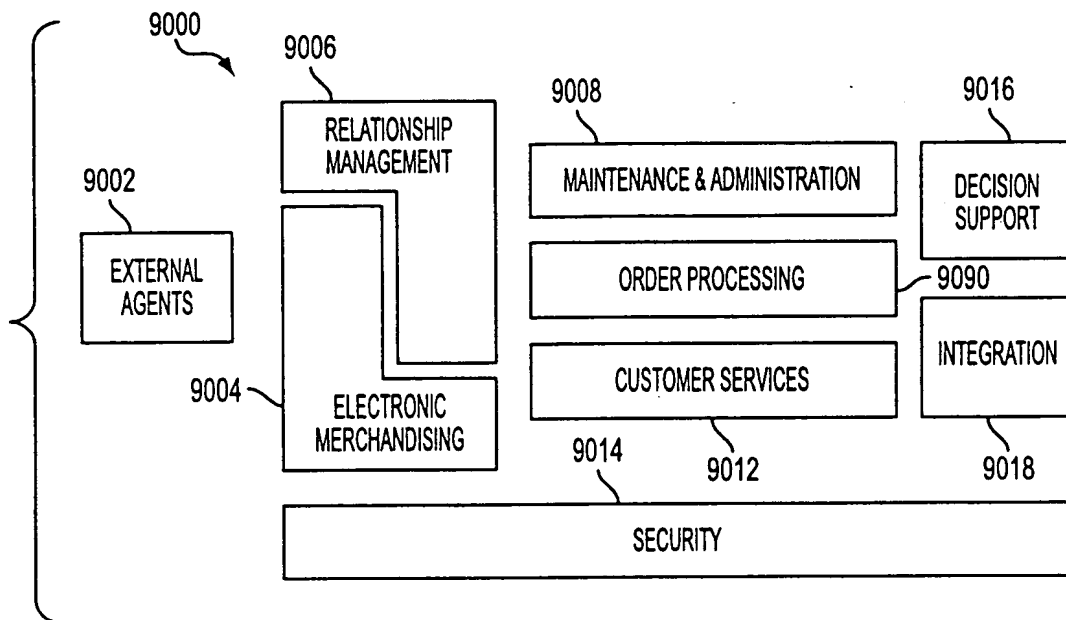 9000
9006
RELATIONSHIP
MANAGEMENT
9008
MAINTENANCE & ADMINISTRATION
9016
DECISION
SUPPORT
9002
EXTERNAL
AGENTS
ORDER PROCESSING
9090
9004
ELECTRONIC
MERCHANDISING
CUSTOMER SERVICES
9012
INTEGRATION
9018
9014
SECURITY